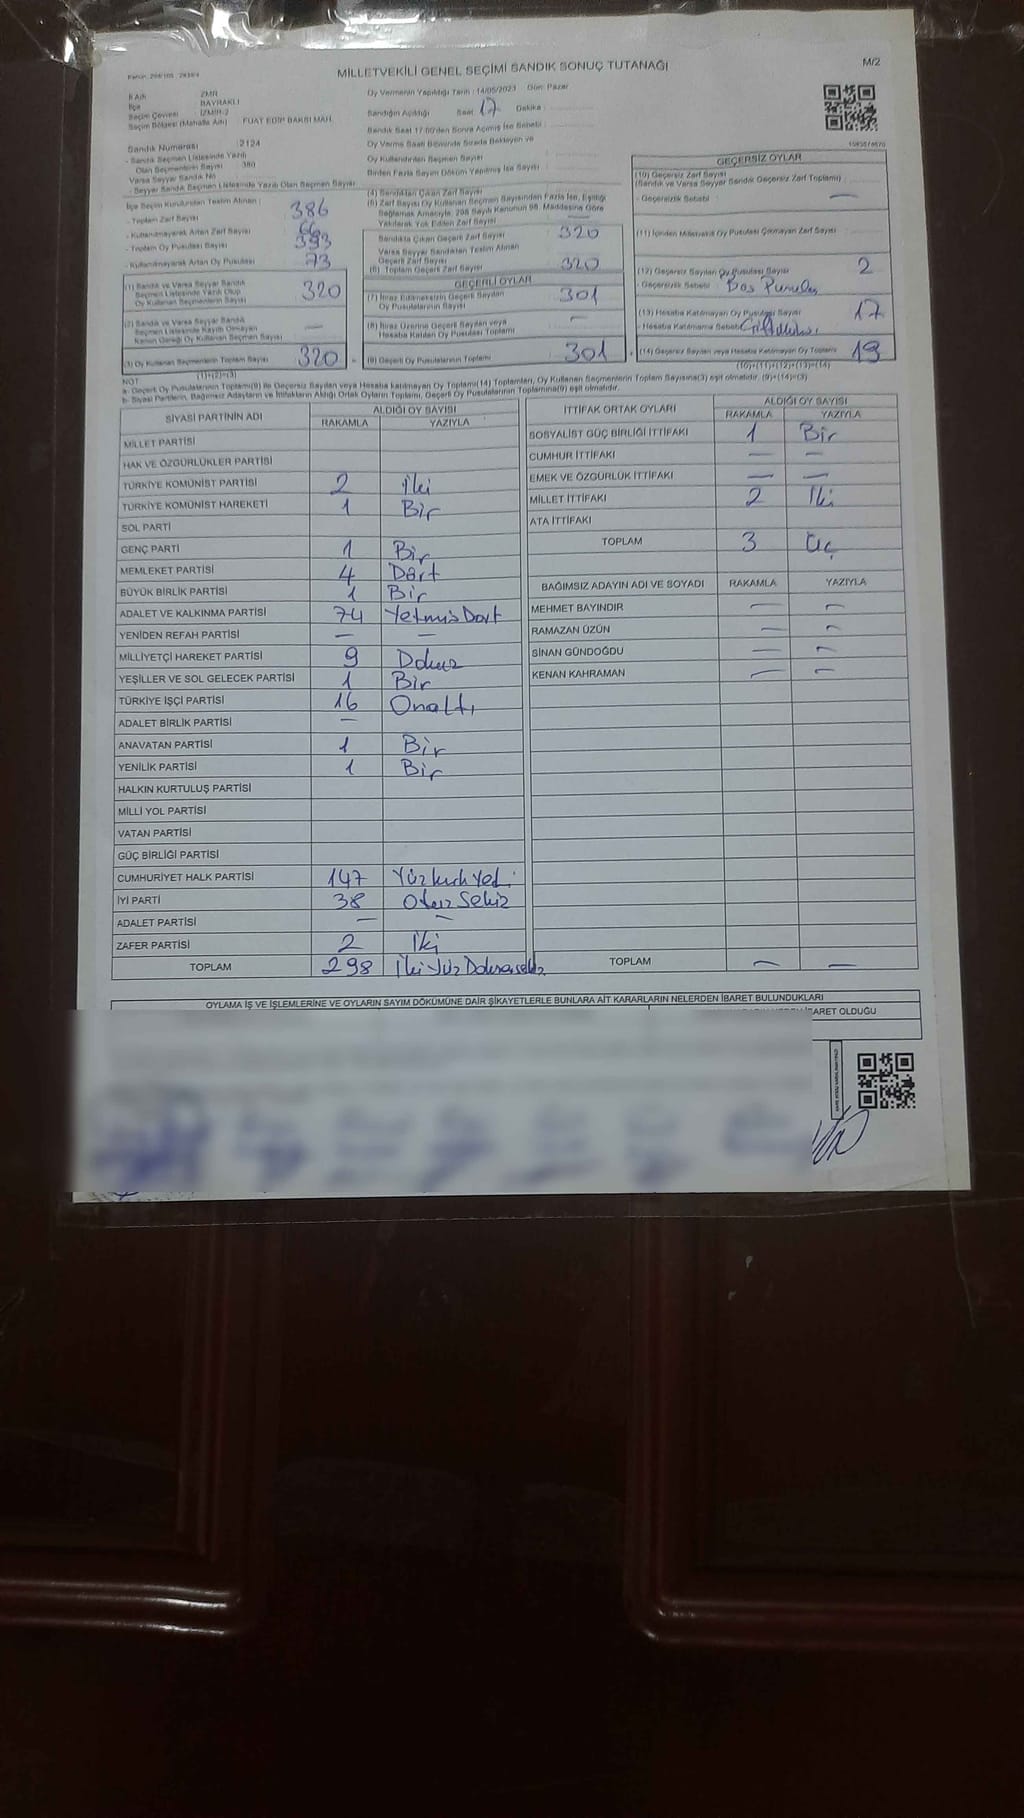 MİLLETVEKİLİ GENEL SEÇİMİ SANDIK SONUÇ TUTANAĞI
M/2
İl Adı : İZMİR
İlçe : BAYRAKLI
Seçim Çevresi : İZMİR-2
Seçim Bölgesi (Mahalle Adı) : FUAT EDİP BAKSI MAH.
Oy Vermenin Yapıldığı Tarih : 14/05/2023 Gün: Pazar
Sandığın Açıldığı Saat : 17 Dakika :
Sandık Saat 17.00'den Sonra Açılmış İse Sebebi :
Sandık Numarası : 2124
- Sandık Seçmen Listesinde Yazılı
Olan Seçmenlerin Sayısı : 380
Varsa Seyyar Sandık No
- Seyyar Sandık Seçmen Listesinde Yazılı Olan Seçmen Sayısı
Oy Verme Saati Bitiminde Sırada Bekleyen ve
Oy Kullandırılan Seçmen Sayısı
Birden Fazla Sayım Döküm Yapılmış İse Sayısı
İlçe Seçim Kurulundan Teslim Alınan :
- Toplam Zarf Sayısı 386
- Kullanılmayarak Artan Zarf Sayısı 66
- Toplam Oy Pusulası 393
- Kullanılmayarak Artan Oy Pusulası 73
(1) Sandık ve Varsa Seyyar Sandık
Seçmen Listesinde Yazılı Olup
Oy Kullanan Seçmenlerin Sayısı 320
(2) Sandık ve Varsa Seyyar Sandık
Seçmen Listesinde Kaydı Olmayan
Kanun Gereği Oy Kullanan Seçmen Sayısı —
(3) Oy Kullanan Seçmenlerin Toplam Sayısı 320
(1)+(2)=(3)
(4) Sandıktan Çıkan Zarf Sayısı
(5) Zarf Sayısı Oy Kullanan Seçmen Sayısından Fazla İse, Eşitliği
Sağlamak Amacıyla, 298 Sayılı Kanunun 98. Maddesine Göre
Yakılarak Yok Edilen Zarf Sayısı —
Sandıkta Çıkan Geçerli Zarf Sayısı 320
Varsa Seyyar Sandıktan Teslim Alınan
Geçerli Zarf Sayısı
(6) Toplam Geçerli Zarf Sayısı 320
GEÇERLİ OYLAR
(7) İtiraz Edilmeksizin Geçerli Sayılan
Oy Pusulalarının Sayısı 301
(8) İtiraz Üzerine Geçerli Sayılan veya
Hesaba Katılan Oy Pusulası Toplamı —
(9) Geçerli Oy Pusulalarının Toplamı 301
GEÇERSİZ OYLAR
(10) Geçersiz Zarf Sayısı
(Sandık ve Varsa Seyyar Sandık Geçersiz Zarf Toplamı)
- Geçersizlik Sebebi —
(11) İçinden Milletvekili Oy Pusulası Çıkmayan Zarf Sayısı
(12) Geçersiz Sayılan Oy Pusulası Sayısı 2
- Geçersizlik Sebebi Boş Pusula
(13) Hesaba Katılmayan Oy Pusulası Sayısı 17
- Hesaba Katılmama Sebebi
(14) Geçersiz Sayılan veya Hesaba Katılmayan Oy Toplamı 19
(10)+(11)+(12)+(13)=(14)
NOT:
a- Geçerli Oy Pusulalarının Toplamı(9) ile Geçersiz Sayılan veya Hesaba Katılmayan Oy Toplamı(14) Toplamları, Oy Kullanan Seçmenlerin Toplam Sayısına(3) eşit olmalıdır. (9)+(14)=(3)
b- Siyasi Partilerin, Bağımsız Adayların ve İttifakların Aldığı Ortak Oyların Toplamı, Geçerli Oy Pusulalarının Toplamına(9) eşit olmalıdır.
SİYASİ PARTİNİN ADI ALDIĞI OY SAYISI
RAKAMLA YAZIYLA
MİLLET PARTİSİ
HAK VE ÖZGÜRLÜKLER PARTİSİ
TÜRKİYE KOMÜNİST PARTİSİ 2 İki
TÜRKİYE KOMÜNİST HAREKETİ 1 Bir
SOL PARTİ
GENÇ PARTİ 1 Bir
MEMLEKET PARTİSİ 4 Dört
BÜYÜK BİRLİK PARTİSİ 1 Bir
ADALET VE KALKINMA PARTİSİ 74 Yetmiş Dört
YENİDEN REFAH PARTİSİ — —
MİLLİYETÇİ HAREKET PARTİSİ 9 Dokuz
YEŞİLLER VE SOL GELECEK PARTİSİ 1 Bir
TÜRKİYE İŞÇİ PARTİSİ 16 Onaltı
ADALET BİRLİK PARTİSİ —
ANAVATAN PARTİSİ 1 Bir
YENİLİK PARTİSİ 1 Bir
HALKIN KURTULUŞ PARTİSİ
MİLLİ YOL PARTİSİ
VATAN PARTİSİ
GÜÇ BİRLİĞİ PARTİSİ
CUMHURİYET HALK PARTİSİ 147 Yüz kırk Yedi
İYİ PARTİ 38 Otuz Sekiz
ADALET PARTİSİ — —
ZAFER PARTİSİ 2 İki
TOPLAM 298 İki Yüz Doksansekiz
İTTİFAK ORTAK OYLARI ALDIĞI OY SAYISI
RAKAMLA YAZIYLA
SOSYALİST GÜÇ BİRLİĞİ İTTİFAKI 1 Bir
CUMHUR İTTİFAKI — —
EMEK VE ÖZGÜRLÜK İTTİFAKI — —
MİLLET İTTİFAKI 2 İki
ATA İTTİFAKI
TOPLAM 3 Üç
BAĞIMSIZ ADAYIN ADI VE SOYADI RAKAMLA YAZIYLA
MEHMET BAYINDIR — —
RAMAZAN ÜZÜN — —
SİNAN GÜNDOĞDU — —
KENAN KAHRAMAN — —
TOPLAM — —
OYLAMA İŞ VE İŞLEMLERİNE VE OYLARIN SAYIM DÖKÜMÜNE DAİR ŞİKAYETLERLE BUNLARA AİT KARARLARIN NELERDEN İBARET BULUNDUKLARI
İBARET OLDUĞU